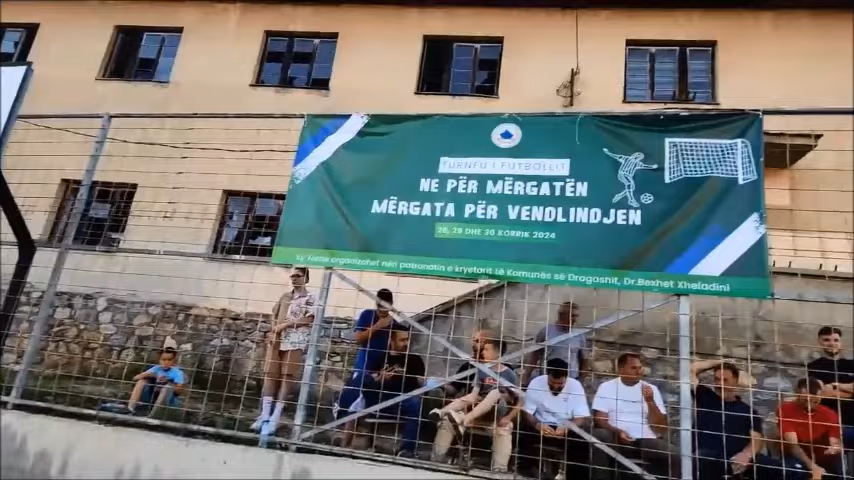 TURNEU I FUTBOLLIT
NE PËR MËRGATËN
MËRGATA PËR VENDLINDJEN
28, 29 DHE 30 KORRIK 2024
Ky turne organizohet nën patronatin e kryetarit të Komunës së Dragashit, Dr.Bexhet Xheladini